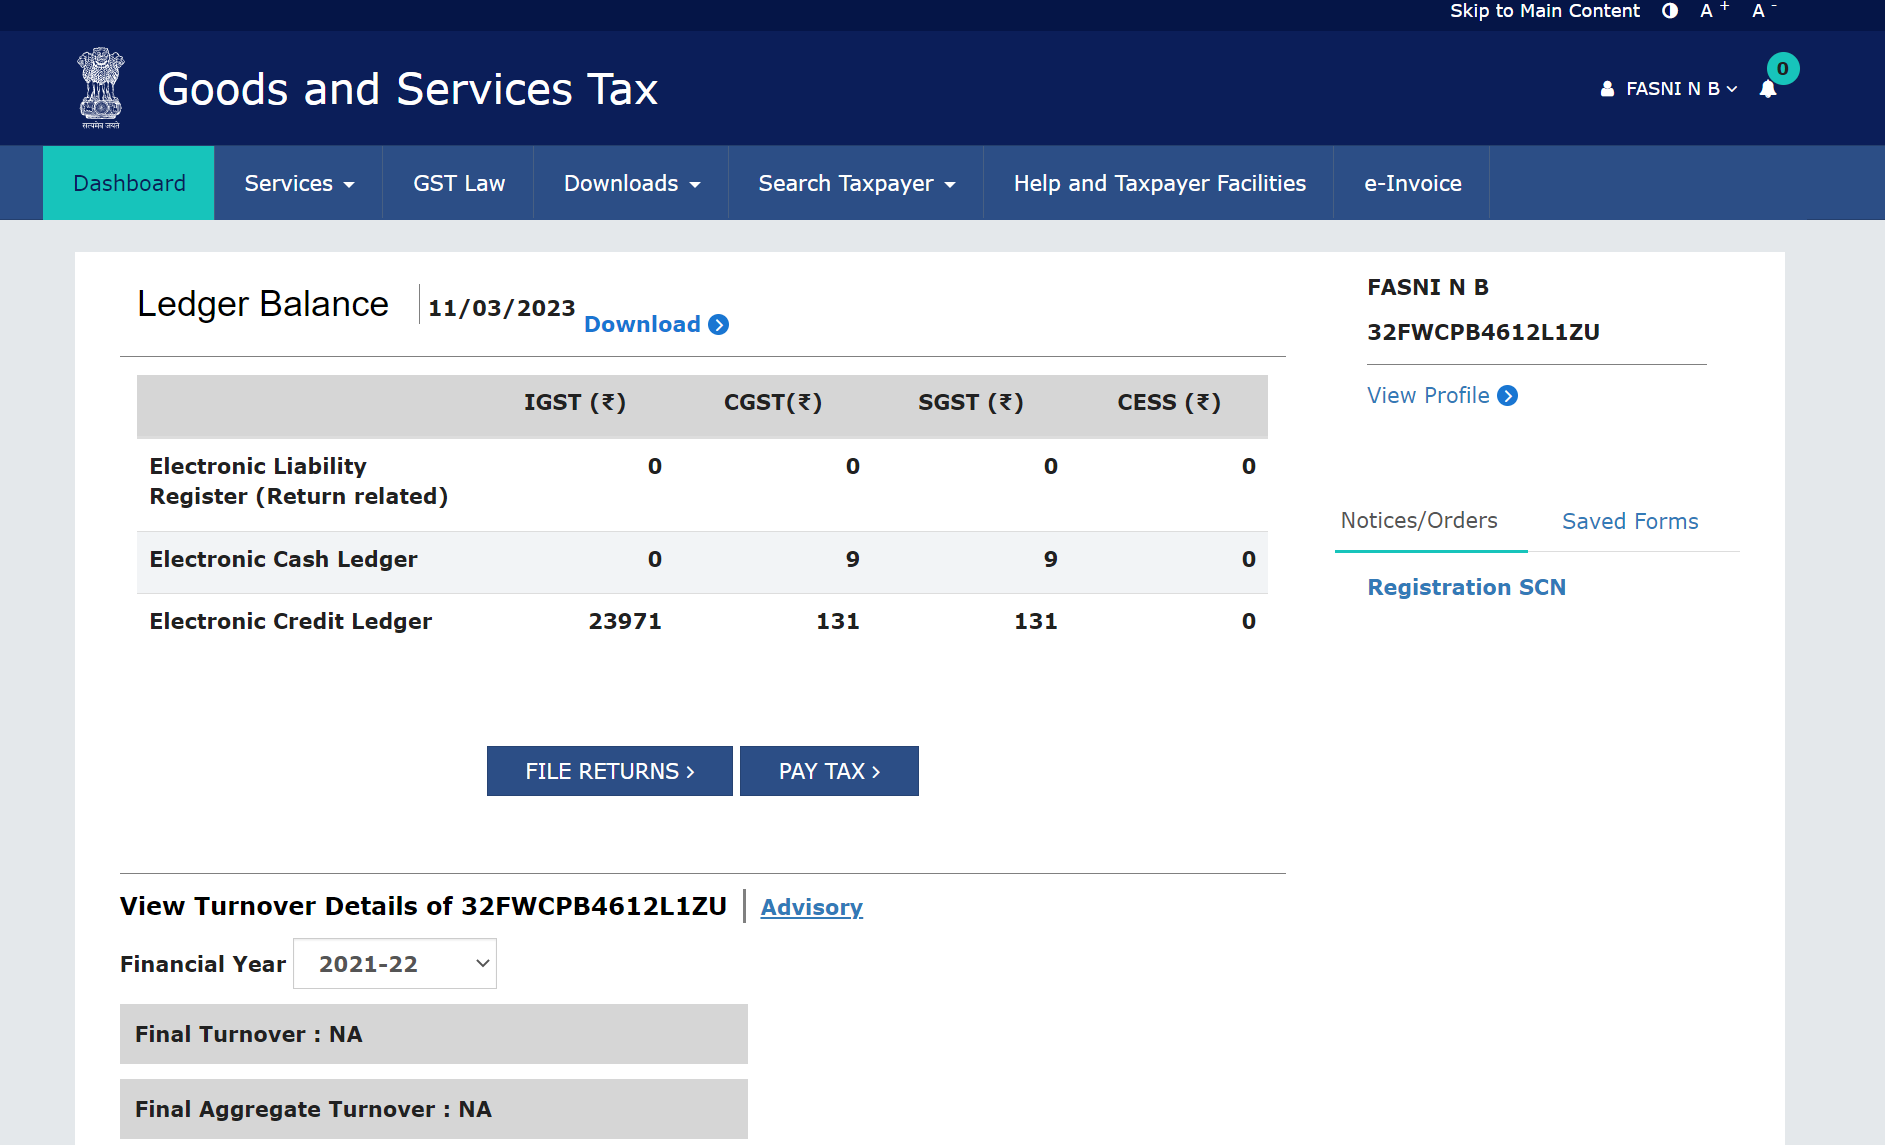 Skip to Main Content A + A -
सत्यमेव जयते
Goods and Services Tax
FASNI N B
0
Dashboard Services GST Law Downloads Search Taxpayer Help and Taxpayer Facilities e-Invoice
Ledger Balance 11/03/2023 Download
IGST (₹) CGST(₹) SGST (₹) CESS (₹)
Electronic Liability Register (Return related) 0 0 0 0
Electronic Cash Ledger 0 9 9 0
Electronic Credit Ledger 23971 131 131 0
FILE RETURNS PAY TAX
View Turnover Details of 32FWCPB4612L1ZU Advisory
Financial Year 2021-22
Final Turnover : NA
Final Aggregate Turnover : NA
FASNI N B
32FWCPB4612L1ZU
View Profile
Notices/Orders Saved Forms
Registration SCN